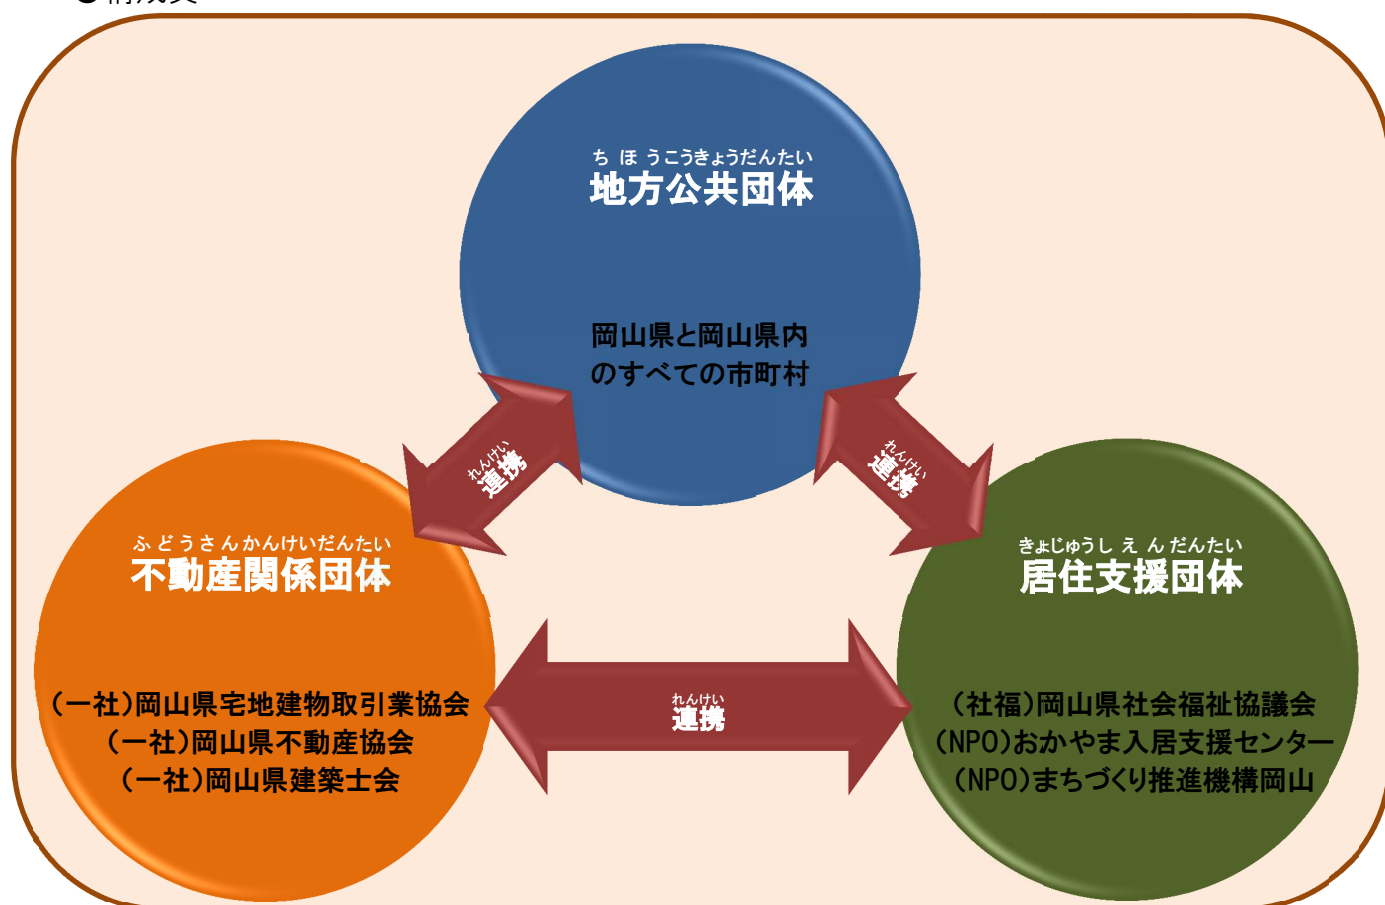 ●構成員
ちほうこうきょうだんたい
地方公共団体
岡山県と岡山県内
のすべての市町村
れんけい
連携
れんけい
連携
ふどうさんかんけいだんたい
不動産関係団体
きょじゅうしえんだんたい
居住支援団体
(一社)岡山県宅地建物取引業協会
(一社)岡山県不動産協会
(一社)岡山県建築士会
れんけい
連携
(社福)岡山県社会福祉協議会
(NPO)おかやま入居支援センター
(NPO)まちづくり推進機構岡山